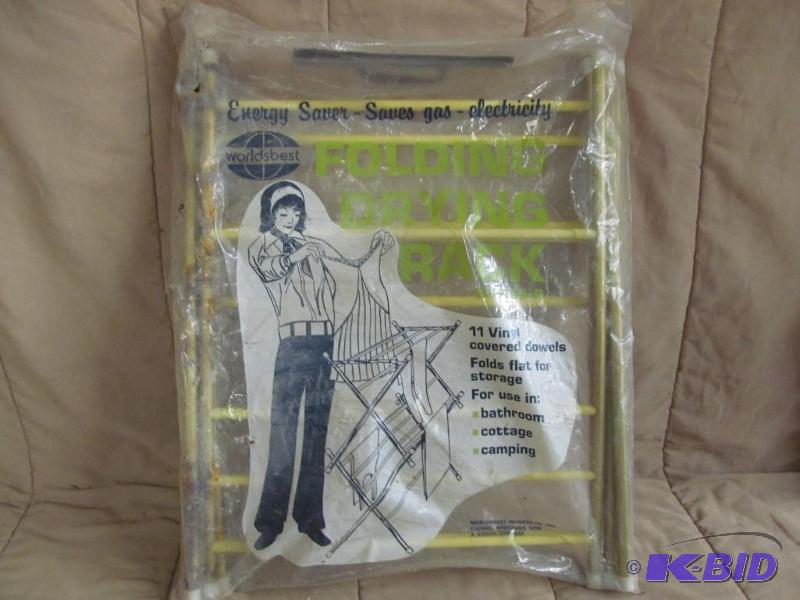 Energy Saver - Saves gas - electricity
worldsbest
FOLDING
DRYING
RACK
11 Vinyl
covered dowels
Folds flat for
storage
For use in:
bathroom
cottage
camping
WORLDSBEST
© K-BID